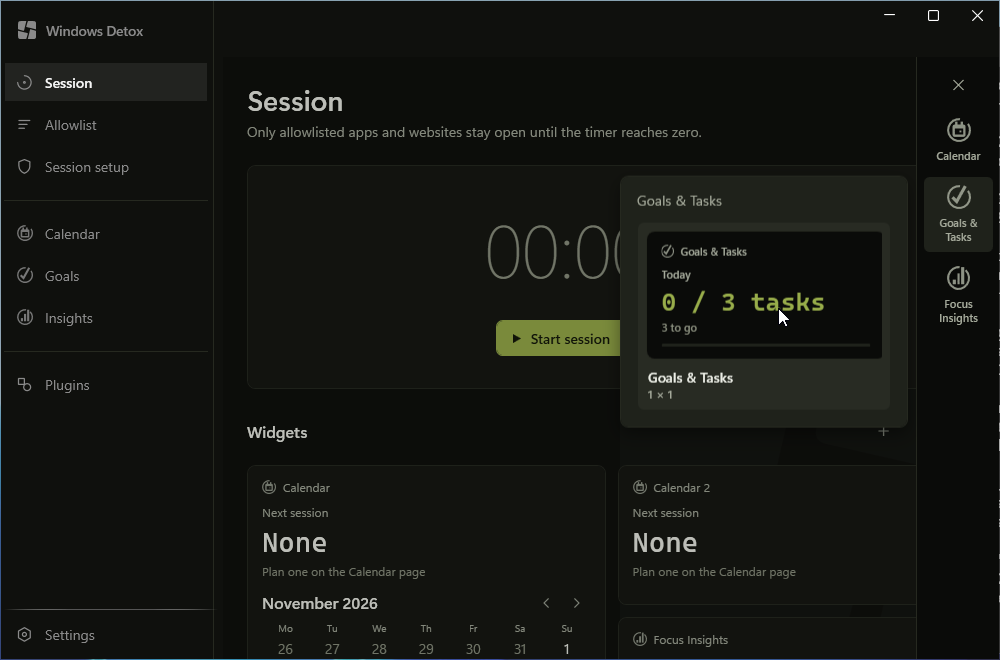 Windows Detox
Session
Allowlist
Session setup
Calendar
Goals
Insights
Plugins
Settings
Session
Only allowlisted apps and websites stay open until the timer reaches zero.
00:00
Start session
Widgets
Calendar
Next session
None
Plan one on the Calendar page
November 2026
Mo Tu We Th Fr Sa Su
26 27 28 29 30 31 1
Calendar 2
Next session
None
Plan one on the Calendar page
Focus Insights
Goals & Tasks
Goals & Tasks
Today
0 / 3 tasks
3 to go
Goals & Tasks
1 × 1
Calendar
Goals &
Tasks
Focus
Insights